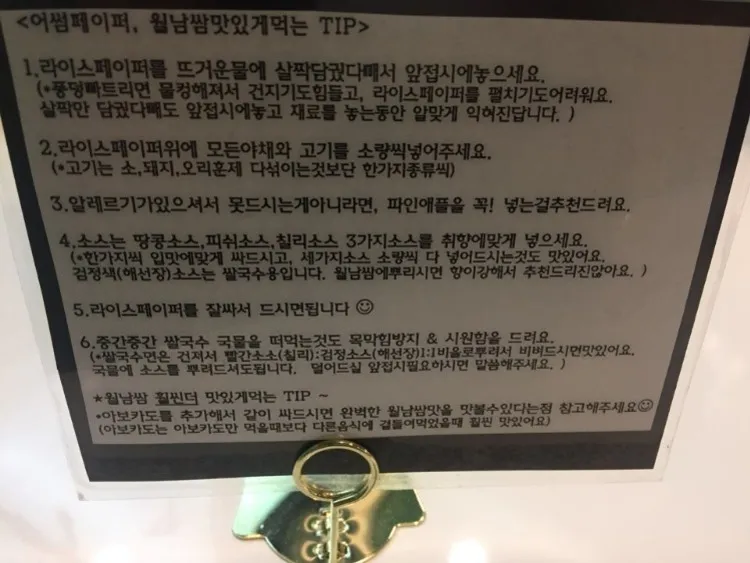 <어썸페이퍼, 월남쌈맛있게먹는 TIP>
1.라이스페이퍼를 뜨거운물에 살짝담궜다빼서 앞접시에놓으세요.
(*풍덩빠트리면 물컹해져서 건지기도힘들고, 라이스페이퍼를 펼치기도어려워요.
살짝만 담궜다빼도 앞접시에놓고 재료를 놓는동안 알맞게 익혀진답니다. )
2.라이스페이퍼위에 모든야채와 고기를 소량씩넣어주세요.
(*고기는 소,돼지,오리훈제 다섞이는것보단 한가지종류씩)
3.알레르기가있으셔서 못드시는게아니라면, 파인애플을 꼭! 넣는걸추천드려요.
4.소스는 땅콩소스,피쉬소스,칠리소스 3가지소스를 취향에맞게 넣으세요.
(*한가지씩 입맛에맞게 싸드시고, 세가지소스 소량씩 다 넣어드시는것도 맛있어요.
검정색(해선장)소스는 쌀국수용입니다. 월남쌈에뿌리시면 향이강해서 추천드리진않아요. )
5.라이스페이퍼를 잘싸서 드시면됩니다☺
6.중간중간 쌀국수 국물을 떠먹는것도 목막힘방지 & 시원함을 드려요.
(*쌀국수면은 건져서 빨간소소(칠리):검정소스(해선장)1:1비율로뿌려서 비벼드시면맛있어요.
국물에 소스를 뿌려드셔도됩니다. 덜어드실 앞접시필요하시면 말씀해주세요. )
★월남쌈 훨씬더 맛있게먹는 TIP ~
*아보카도를 추가해서 같이 싸드시면 완벽한 월남쌈맛을 맛볼수있다는점 참고해주세요☺
(아보카도는 아보카도만 먹을때보다 다른음식에 곁들여먹었을때 훨씬 맛있어요)